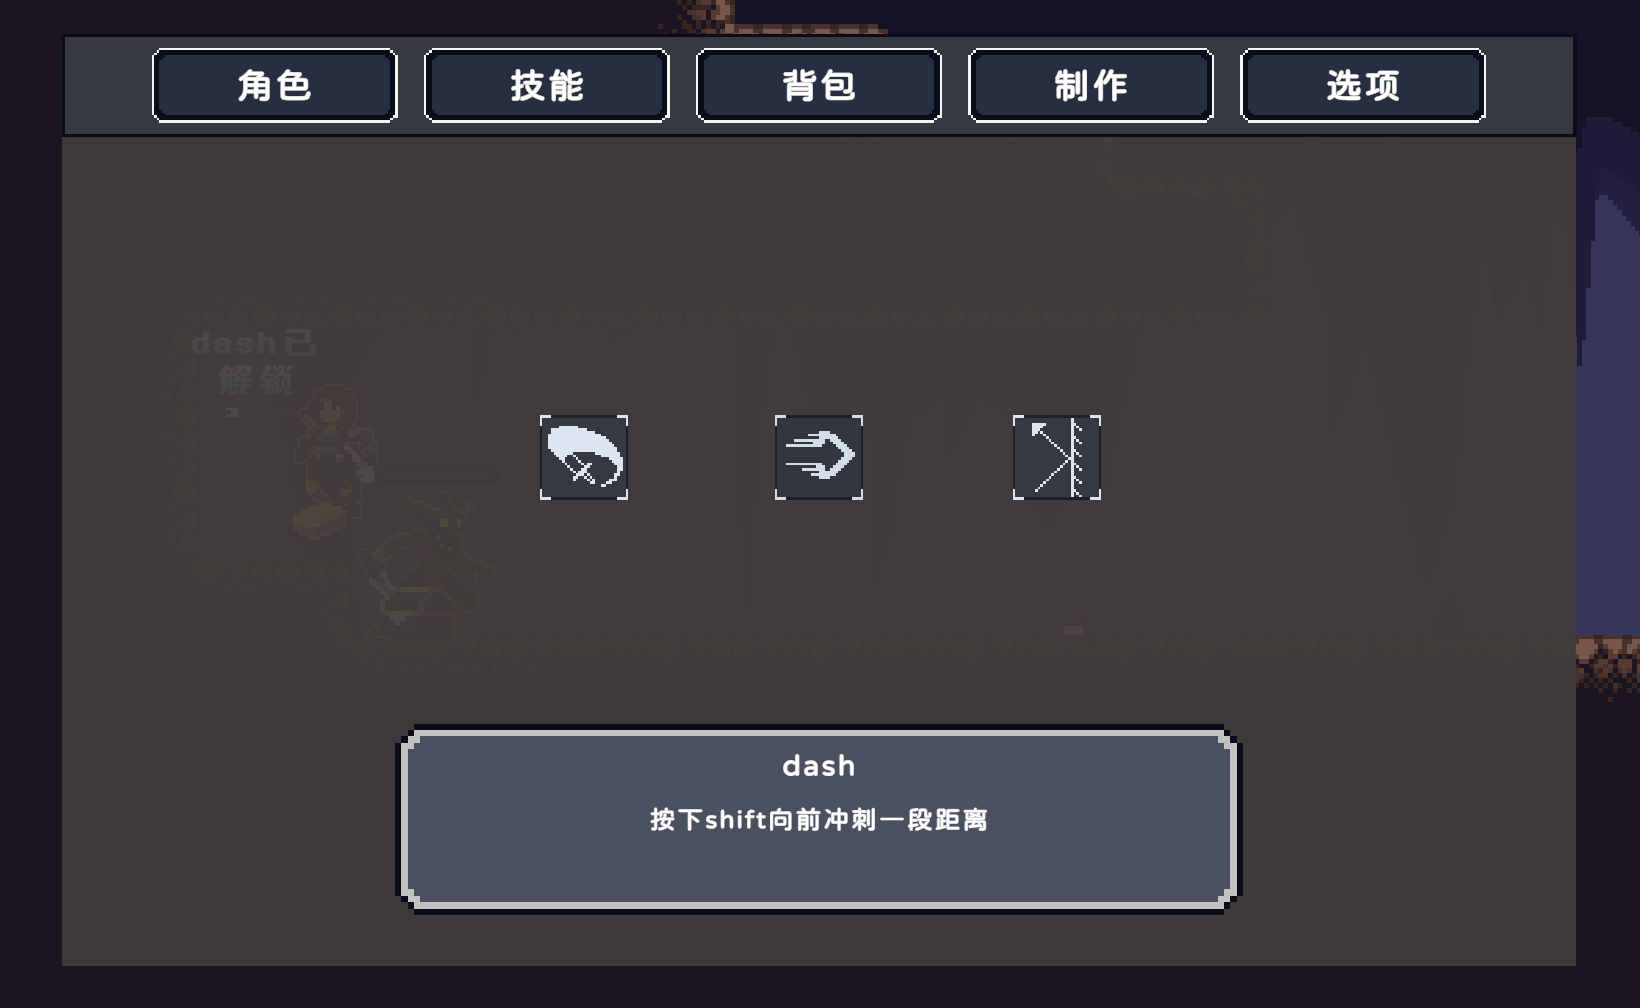 角色
技能
背包
制作
选项
dash已
解锁
dash
按下shift向前冲刺一段距离